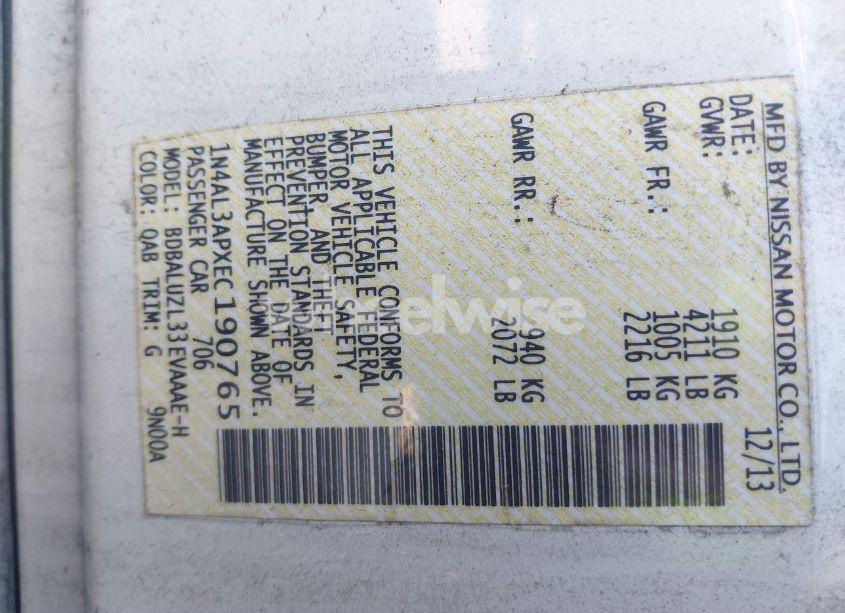 MFD BY NISSAN MOTOR CO., LTD.
DATE: 12/13
GVWR: 1910 KG
4211 LB
GAWR FR.: 1005 KG
2216 LB
GAWR RR.: 940 KG
2072 LB
THIS VEHICLE CONFORMS TO
ALL APPLICABLE FEDERAL
MOTOR VEHICLE SAFETY,
BUMPER, AND THEFT
PREVENTION STANDARDS IN
EFFECT ON THE DATE OF
MANUFACTURE SHOWN ABOVE.
1N4AL3APXEC190765
PASSENGER CAR 706
MODEL: BDBALUZL33EVAAAE-H
COLOR: QAB TRIM: G 9N00A